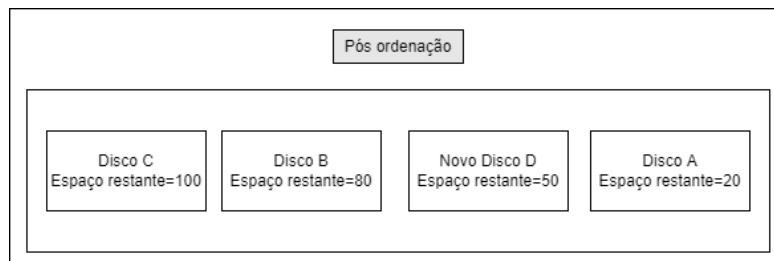 Pós ordenação
Disco C
Espaço restante=100
Disco B
Espaço restante=80
Novo Disco D
Espaço restante=50
Disco A
Espaço restante=20